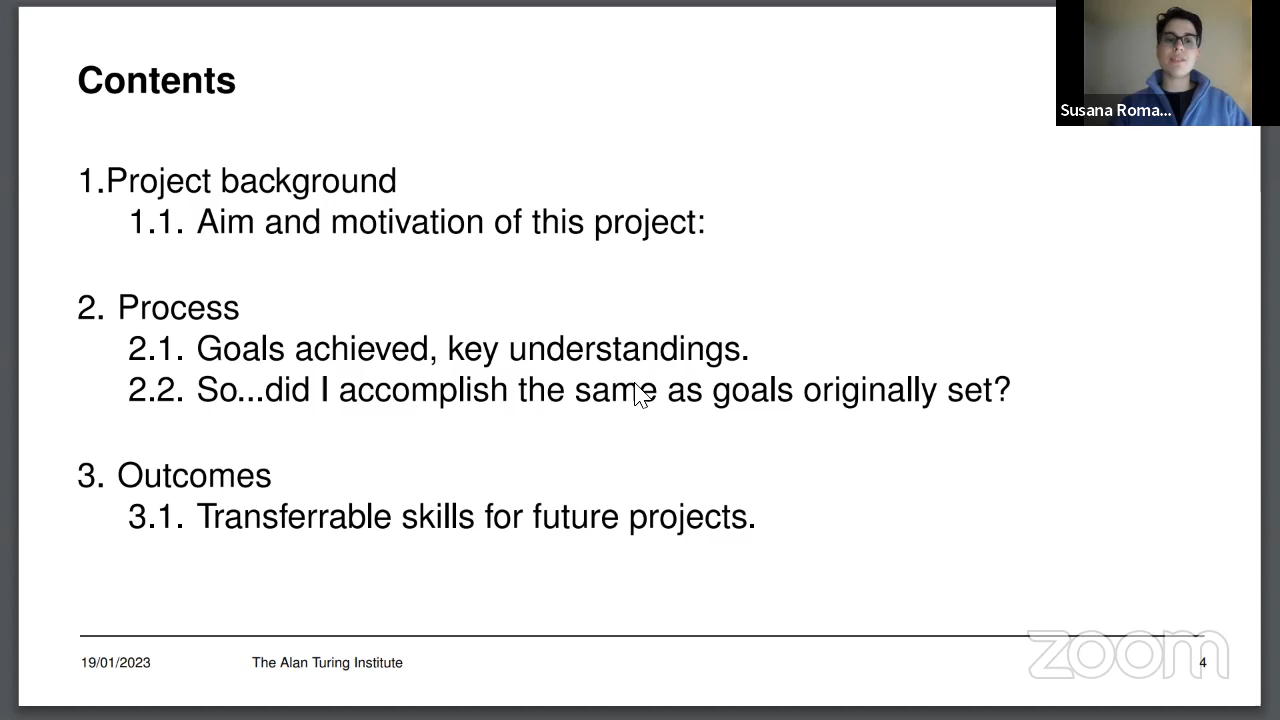 Contents
Susana Roma...
1.Project background
1.1. Aim and motivation of this project:
2. Process
2.1. Goals achieved, key understandings.
2.2. So...did I accomplish the same as goals originally set?
3. Outcomes
3.1. Transferrable skills for future projects.
19/01/2023 The Alan Turing Institute 4
zoom